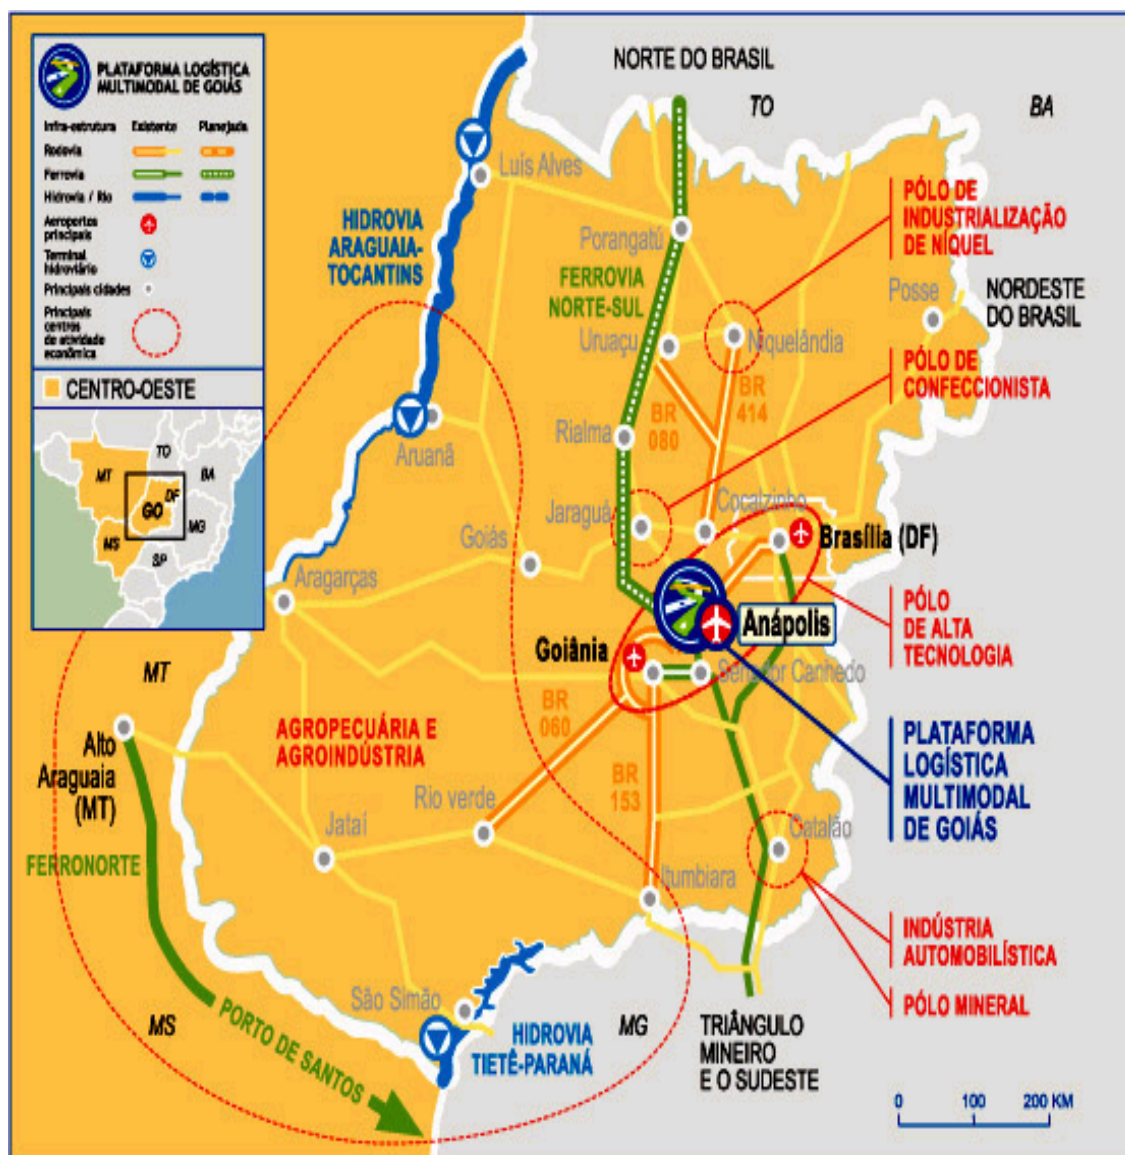 PLATAFORMA LOGÍSTICA
MULTIMODAL DE GOIÁS
Infra-estrutura Existente Planejada
Rodovia
Ferrovia
Hidrovia / Rio
Aeroportos
principais
Terminal
hidroviário
Principais cidades
Principais
centros
de atividade
econômica
CENTRO-OESTE
MT
TO
BA
GO
DF
MS
MG
SP
NORTE DO BRASIL
TO
BA
Luís Alves
HIDROVIA
ARAGUAIA-
TOCANTINS
Porangatú
FERROVIA
NORTE-SUL
PÓLO DE
INDUSTRIALIZAÇÃO
DE NÍQUEL
Posse
NORDESTE
DO BRASIL
Uruaçu
Niquelândia
PÓLO DE
CONFECCIONISTA
BR
080
BR
414
Aruanã
Rialma
Jaraguá
Cocalzinho
Goiás
Brasília (DF)
Aragarças
Anápolis
PÓLO
DE ALTA
TECNOLOGIA
Goiânia
Senador Canhedo
MT
BR
060
AGROPECUÁRIA E
AGROINDÚSTRIA
Alto
Araguaia
(MT)
PLATAFORMA
LOGÍSTICA
MULTIMODAL
DE GOIÁS
BR
153
Rio verde
Jataí
Catalão
FERRONORTE
Itumbiara
INDÚSTRIA
AUTOMOBILÍSTICA
PÓLO MINERAL
São Simão
MS
PORTO DE SANTOS
HIDROVIA
TIETÊ-PARANÁ
MG
TRIÂNGULO
MINEIRO
E O SUDESTE
0 100 200 KM